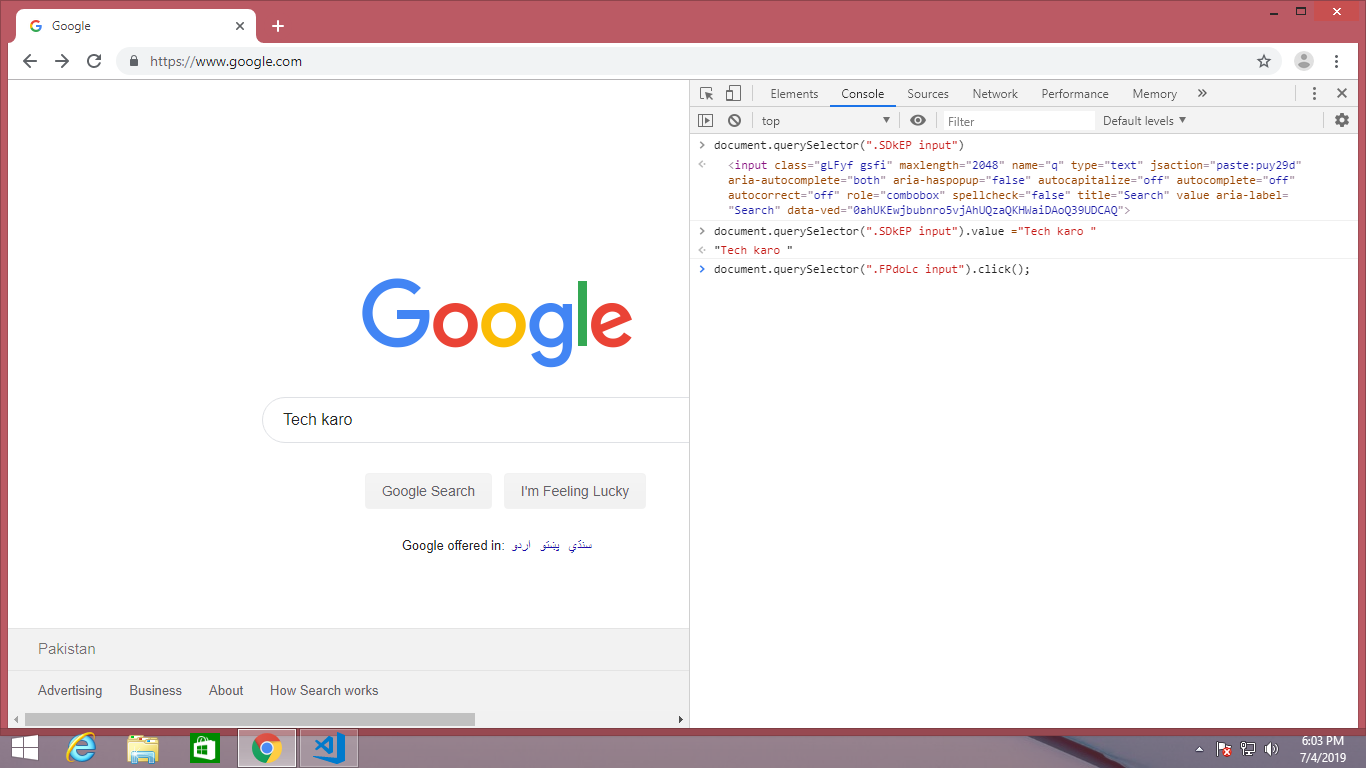 Google
https://www.google.com
Google
Tech karo
Google Search I'm Feeling Lucky
Google offered in: اردو پښتو سنڌي
Pakistan
Advertising Business About How Search works
Elements Console Sources Network Performance Memory
top Filter Default levels
document.querySelector(".SDkEP input")
<input class="gLFyf gsfi" maxlength="2048" name="q" type="text" jsaction="paste:puy29d"
aria-autocomplete="both" aria-haspopup="false" autocapitalize="off" autocomplete="off"
autocorrect="off" role="combobox" spellcheck="false" title="Search" value aria-label=
"Search" data-ved="0ahUKEwjbubnro5vjAhUQzaQKHWaiDAoQ39UDCAQ">
document.querySelector(".SDkEP input").value ="Tech karo "
"Tech karo "
document.querySelector(".FPdoLc input").click();
6:03 PM
7/4/2019